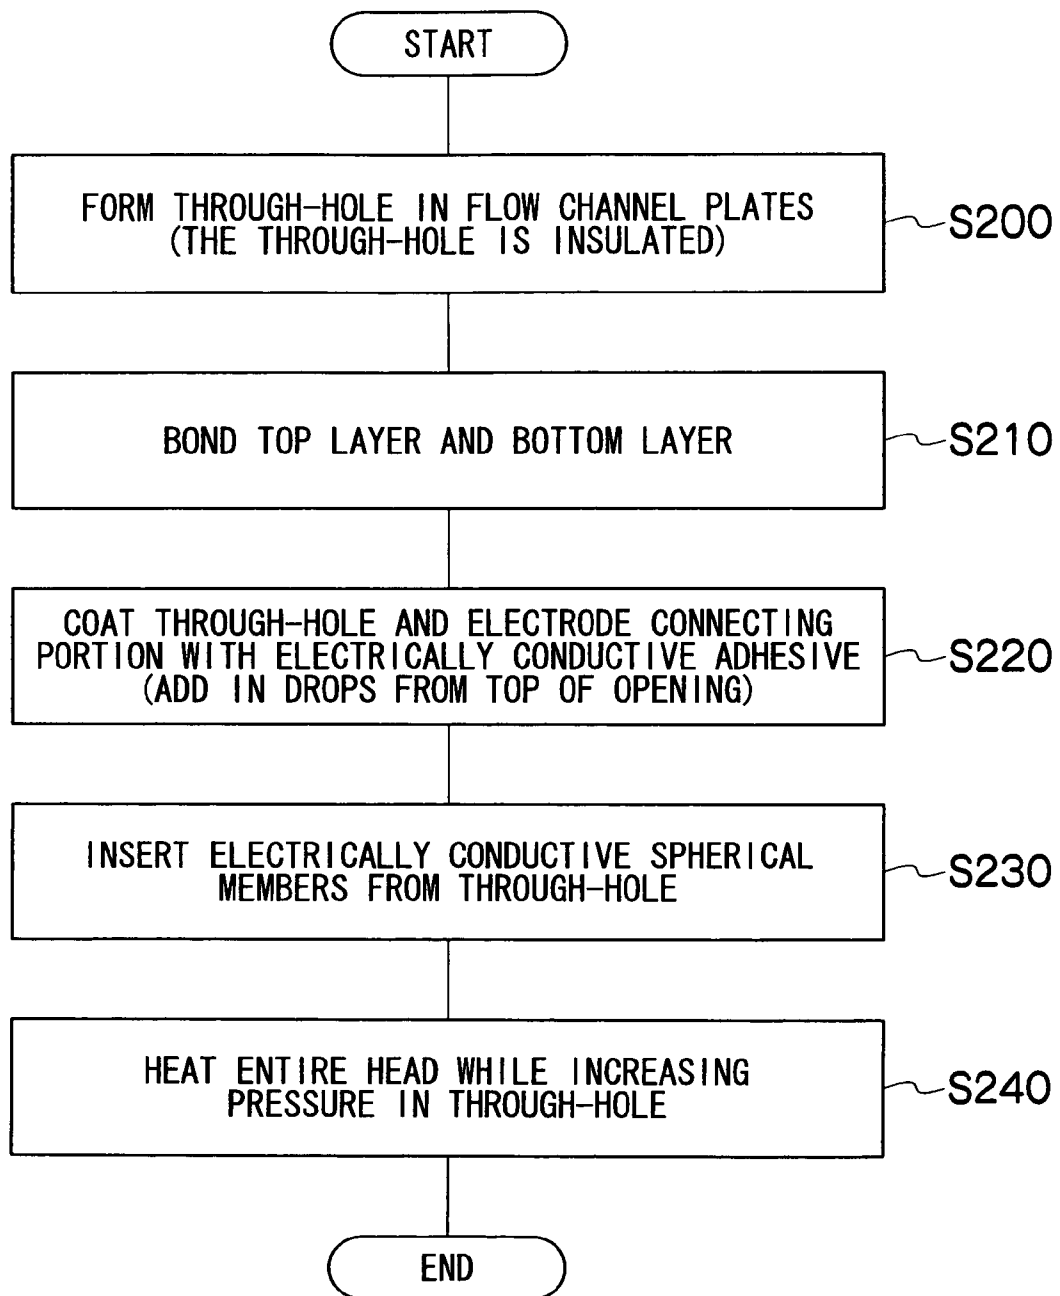 START
FORM THROUGH-HOLE IN FLOW CHANNEL PLATES
(THE THROUGH-HOLE IS INSULATED)
S200
BOND TOP LAYER AND BOTTOM LAYER
S210
COAT THROUGH-HOLE AND ELECTRODE CONNECTING
PORTION WITH ELECTRICALLY CONDUCTIVE ADHESIVE
(ADD IN DROPS FROM TOP OF OPENING)
S220
INSERT ELECTRICALLY CONDUCTIVE SPHERICAL
MEMBERS FROM THROUGH-HOLE
S230
HEAT ENTIRE HEAD WHILE INCREASING
PRESSURE IN THROUGH-HOLE
S240
END